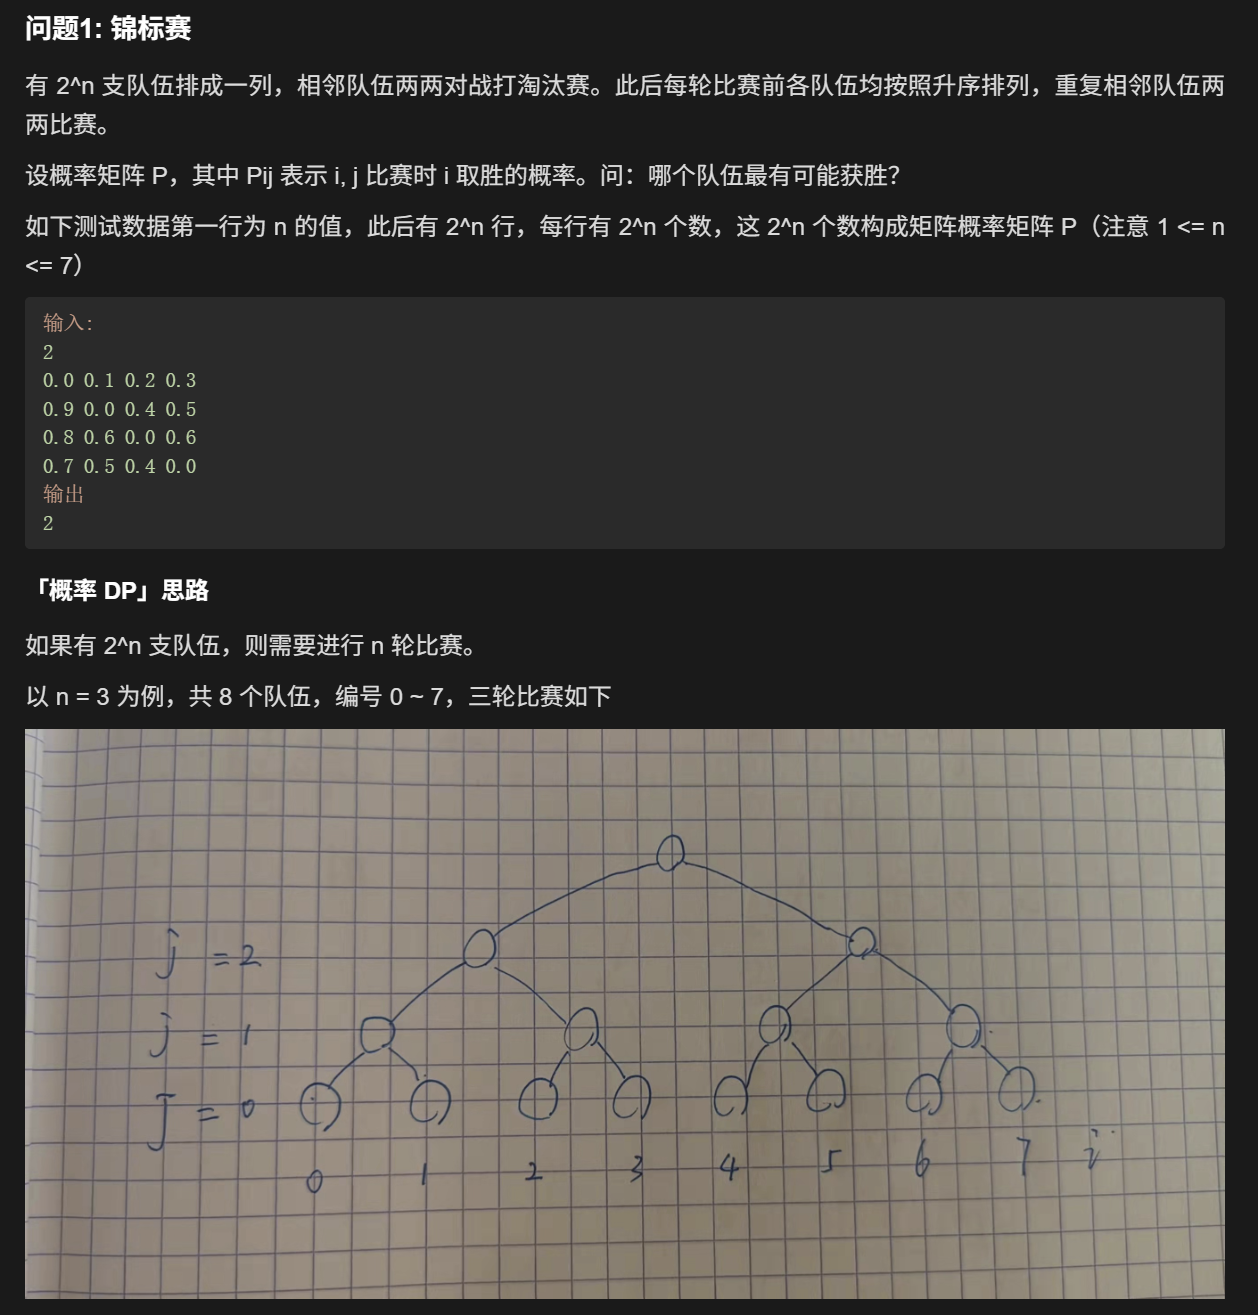 问题1: 锦标赛
有 2^n 支队伍排成一列，相邻队伍两两对战打淘汰赛。此后每轮比赛前各队伍均按照升序排列，重复相邻队伍两
两比赛。
设概率矩阵 P，其中 Pij 表示 i, j 比赛时 i 取胜的概率。问：哪个队伍最有可能获胜？
如下测试数据第一行为 n 的值，此后有 2^n 行，每行有 2^n 个数，这 2^n 个数构成矩阵概率矩阵 P（注意 1 <= n
<= 7）
输入:
2
0.0 0.1 0.2 0.3
0.9 0.0 0.4 0.5
0.8 0.6 0.0 0.6
0.7 0.5 0.4 0.0
输出
2
「概率 DP」思路
如果有 2^n 支队伍，则需要进行 n 轮比赛。
以 n = 3 为例，共 8 个队伍，编号 0 ~ 7，三轮比赛如下
j = 2
j = 1
j = 0
0 1 2 3 4 5 6 7 i